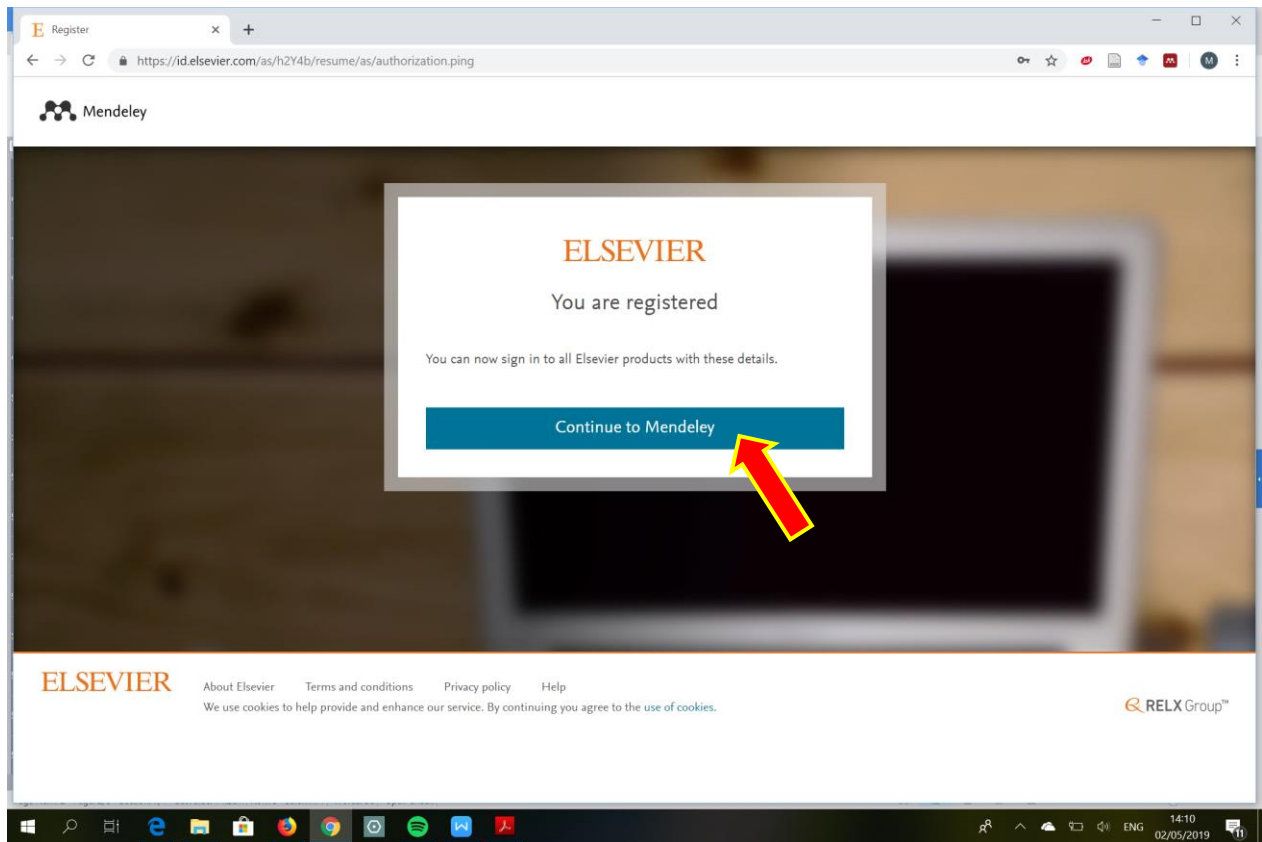 Register
https://id.elsevier.com/as/h2Y4b/resume/as/authorization.ping
M
Mendeley
ELSEVIER
You are registered
You can now sign in to all Elsevier products with these details.
Continue to Mendeley
ELSEVIER
About Elsevier Terms and conditions Privacy policy Help
We use cookies to help provide and enhance our service. By continuing you agree to the use of cookies.
RELX Group™
ENG
14:10
02/05/2019
11